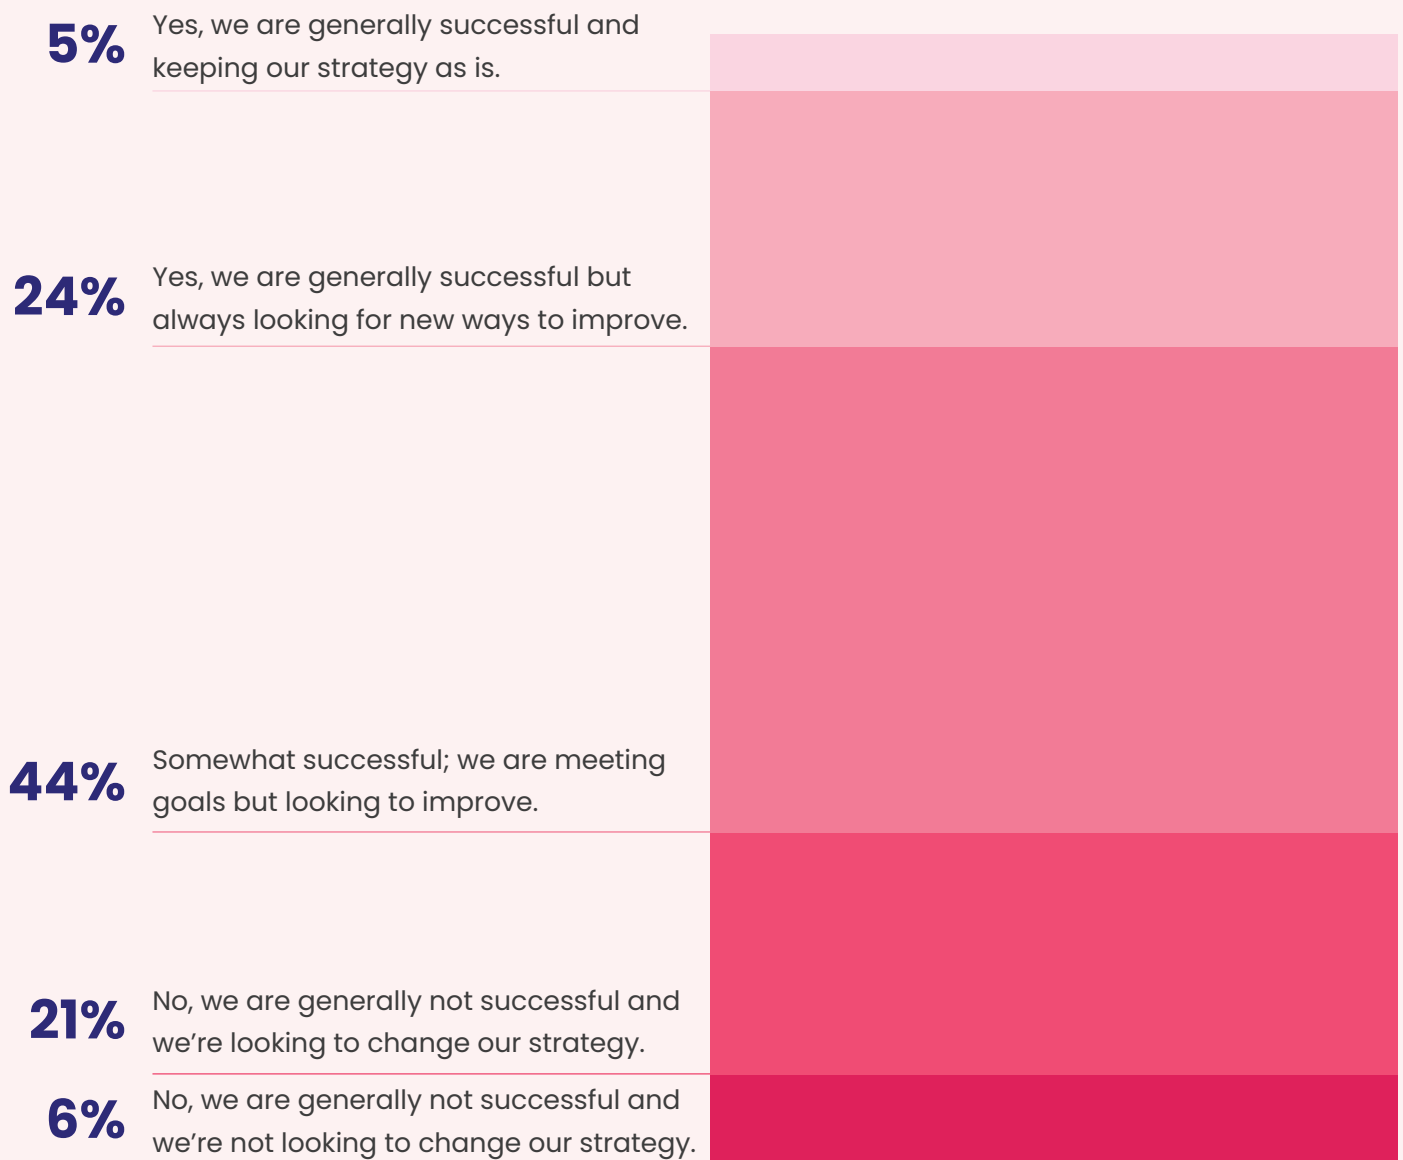 5%
Yes, we are generally successful and
keeping our strategy as is.
24%
Yes, we are generally successful but
always looking for new ways to improve.
44%
Somewhat successful; we are meeting
goals but looking to improve.
21%
No, we are generally not successful and
we’re looking to change our strategy.
6%
No, we are generally not successful and
we’re not looking to change our strategy.